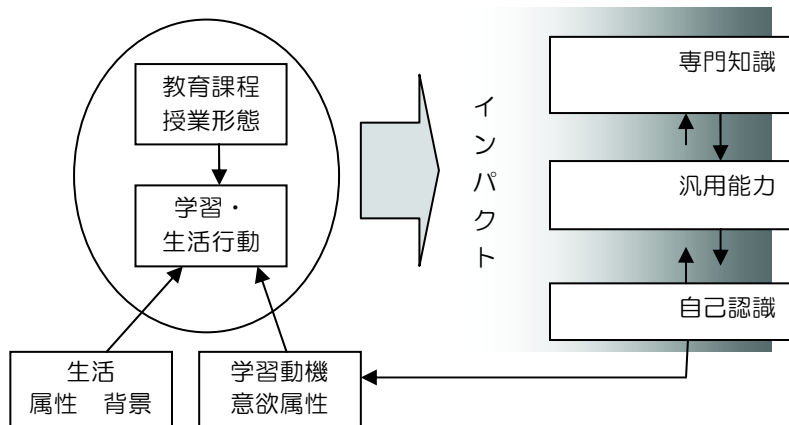 教育課程
授業形態
学習・
生活行動
生活
属性 背景
学習動機
意欲属性
インパクト
専門知識
汎用能力
自己認識